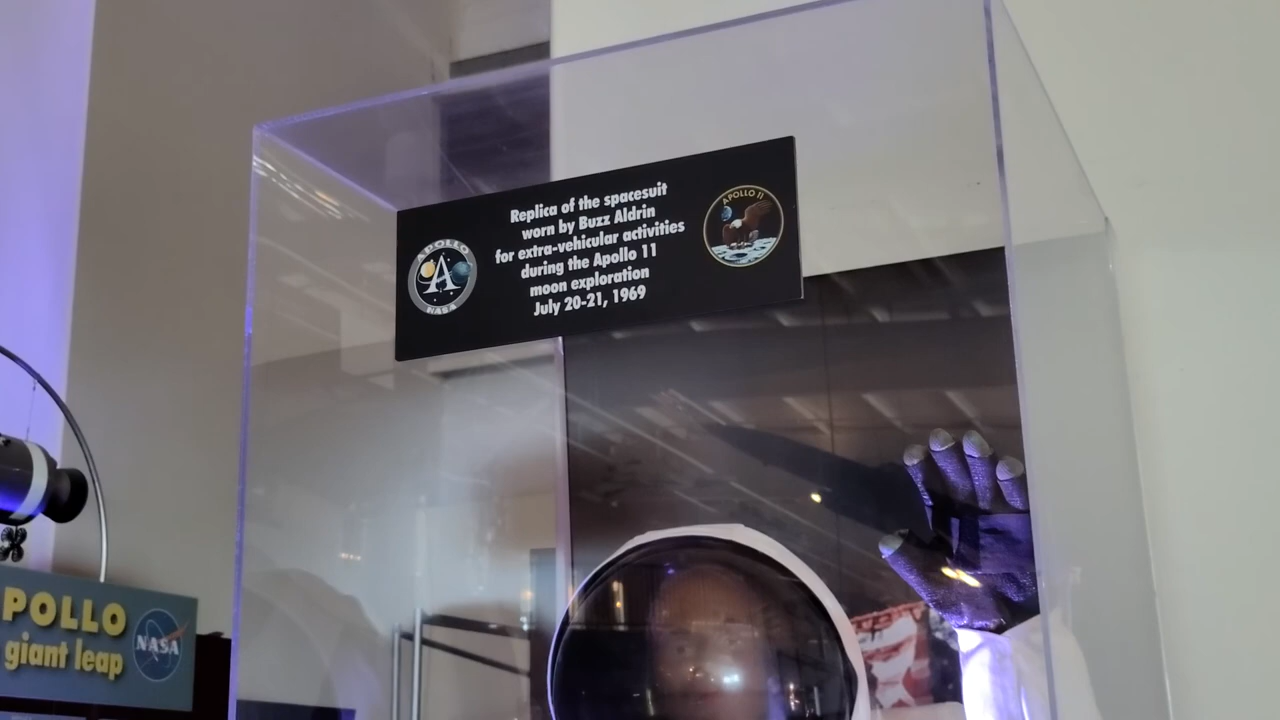 Replica of the spacesuit
worn by Buzz Aldrin
for extra-vehicular activities
during the Apollo 11
moon exploration
July 20-21, 1969
APOLLO
A
NASA
APOLLO 11
POLLO
giant leap
NASA